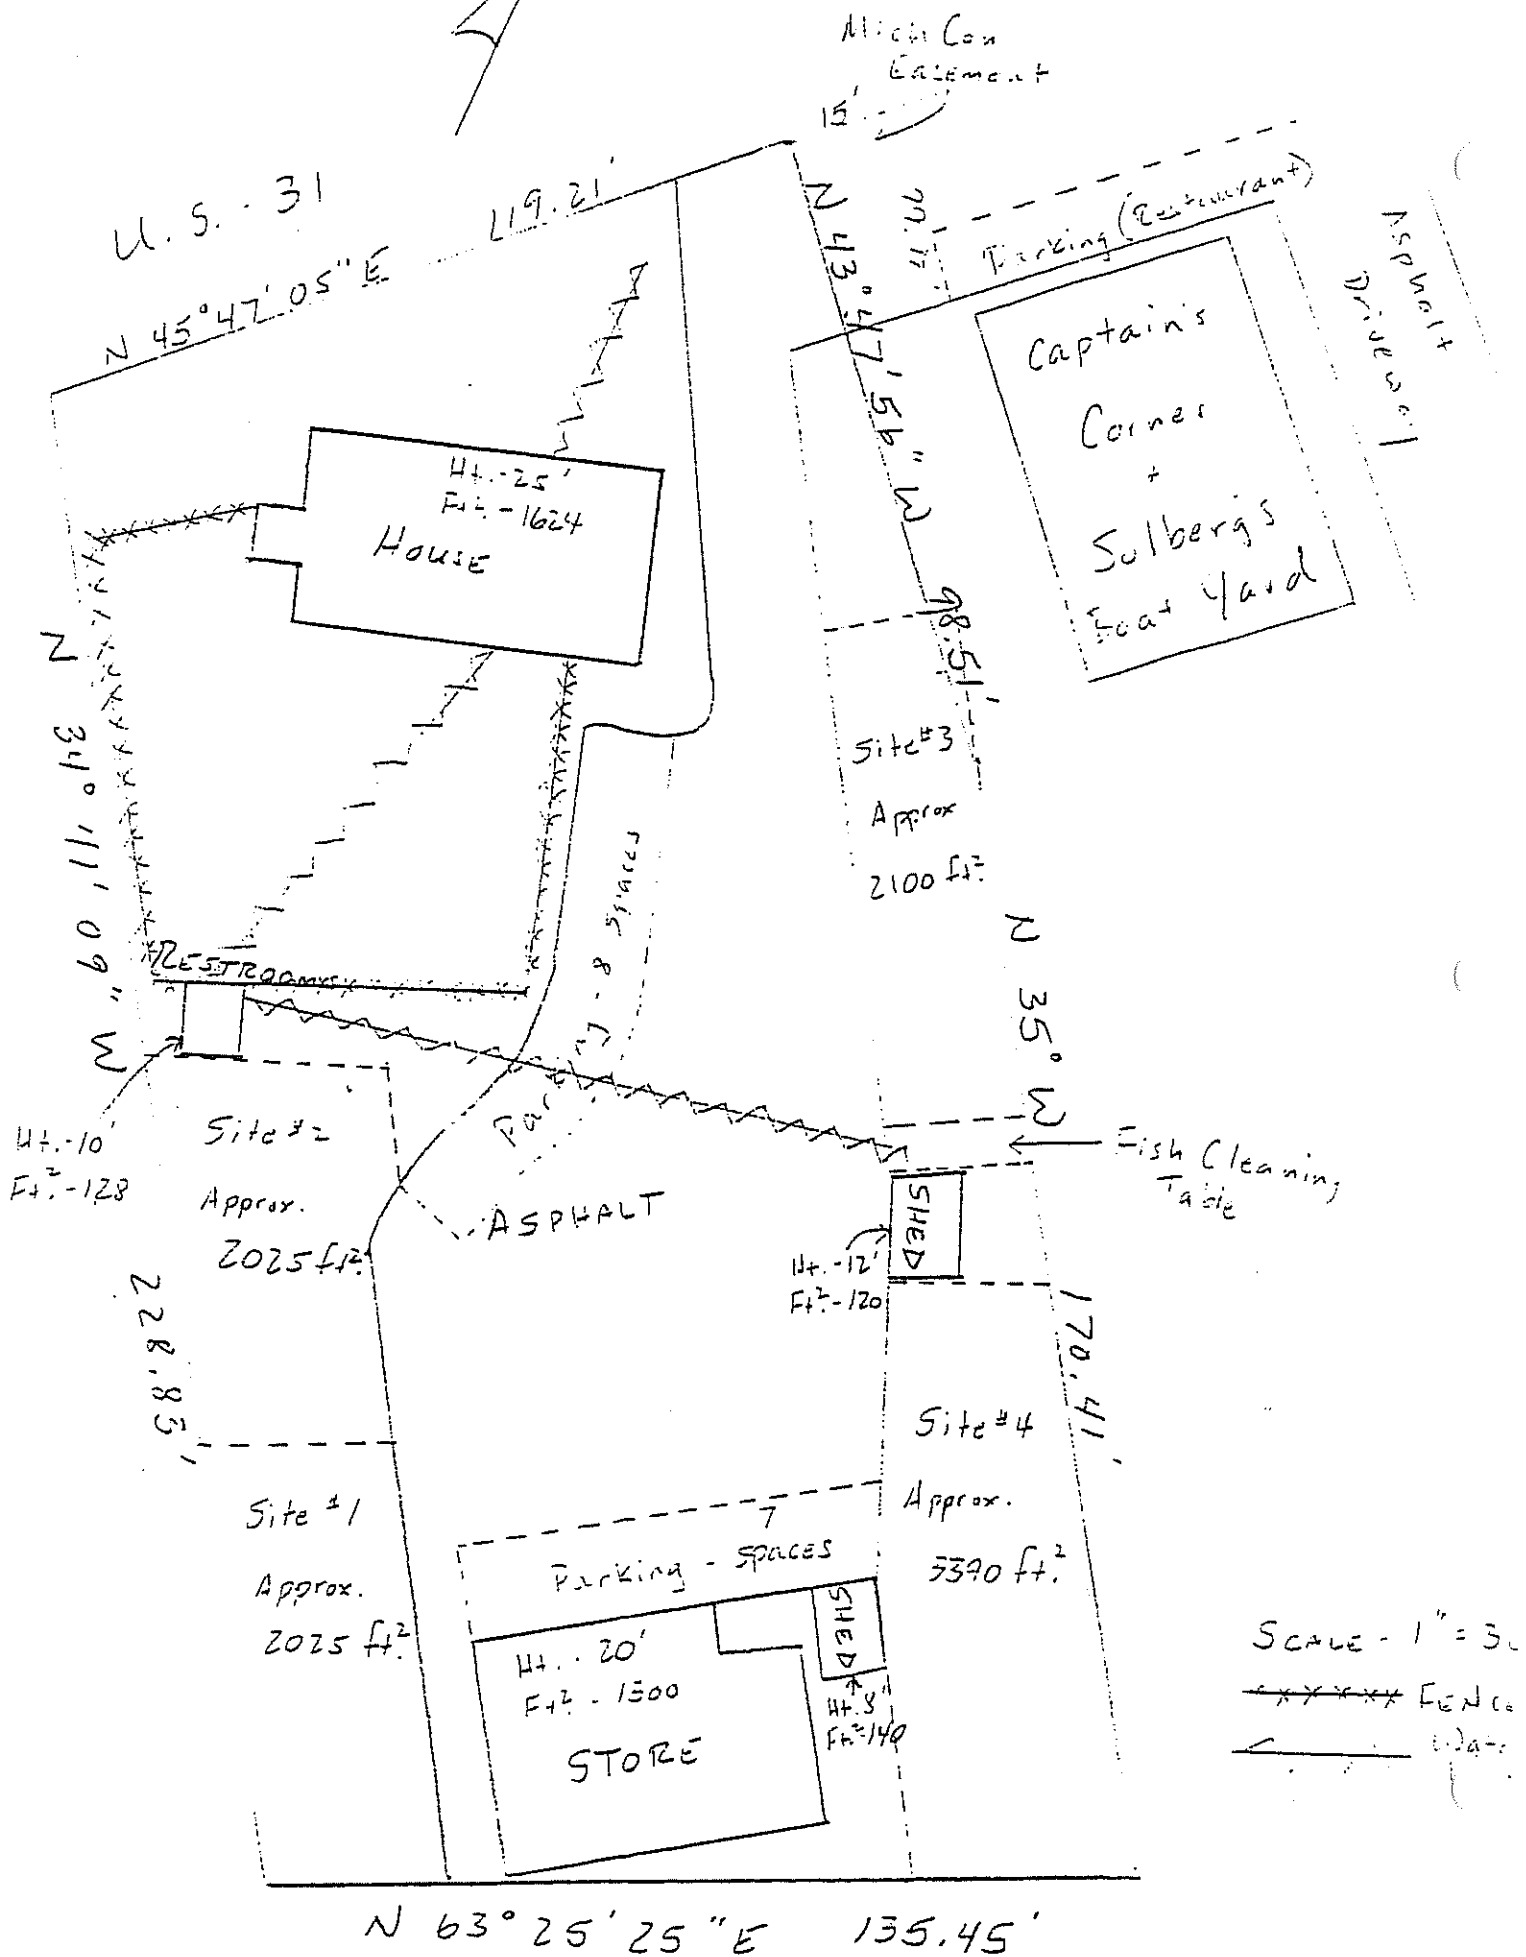 Mich Con
Easement
15'
U. S. - 31
119.21'
N 45° 47' 05" E
N 43° 47' 56" W
98.51'
Parking (Restaurant)
Asphalt
Driveway
Captain's
Corner
+
Solberg's
Boat Yard
Ht. - 25'
Ft². - 1624
HOUSE
N 34° 41' 09" W
228.85'
Site #3
Approx
2100 ft².
Parking - 8 spaces
RESTROOMS
Ht. - 10'
Ft². - 128
Site #2
Approx.
2025 ft².
ASPHALT
N 35° W
170.41'
Fish Cleaning
Table
SHED
Ht. - 12'
Ft². - 120
Site #4
Approx.
3390 ft².
Site #1
Approx.
2025 ft².
7
Parking - spaces
SHED
Ht. 8'
Ft². 140
Ht. - 20'
Ft². - 1500
STORE
SCALE - 1" = 3
FENCE
N 63° 25' 25" E 135.45'